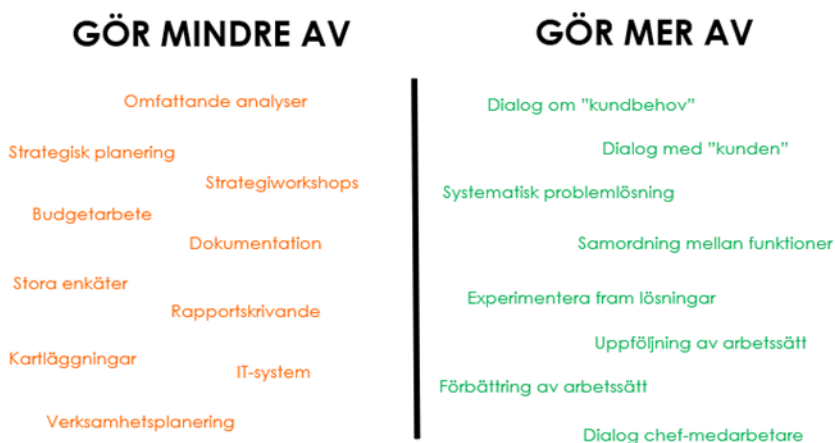 GÖR MINDRE AV
Omfattande analyser
Strategisk planering
Strategiworkshops
Budgetarbete
Dokumentation
Stora enkäter
Rapportskrivande
Kartläggningar
IT-system
Verksamhetsplanering
GÖR MER AV
Dialog om ”kundbehov”
Dialog med ”kunden”
Systematisk problemlösning
Samordning mellan funktioner
Experimentera fram lösningar
Uppföljning av arbetssätt
Förbättring av arbetssätt
Dialog chef-medarbetare